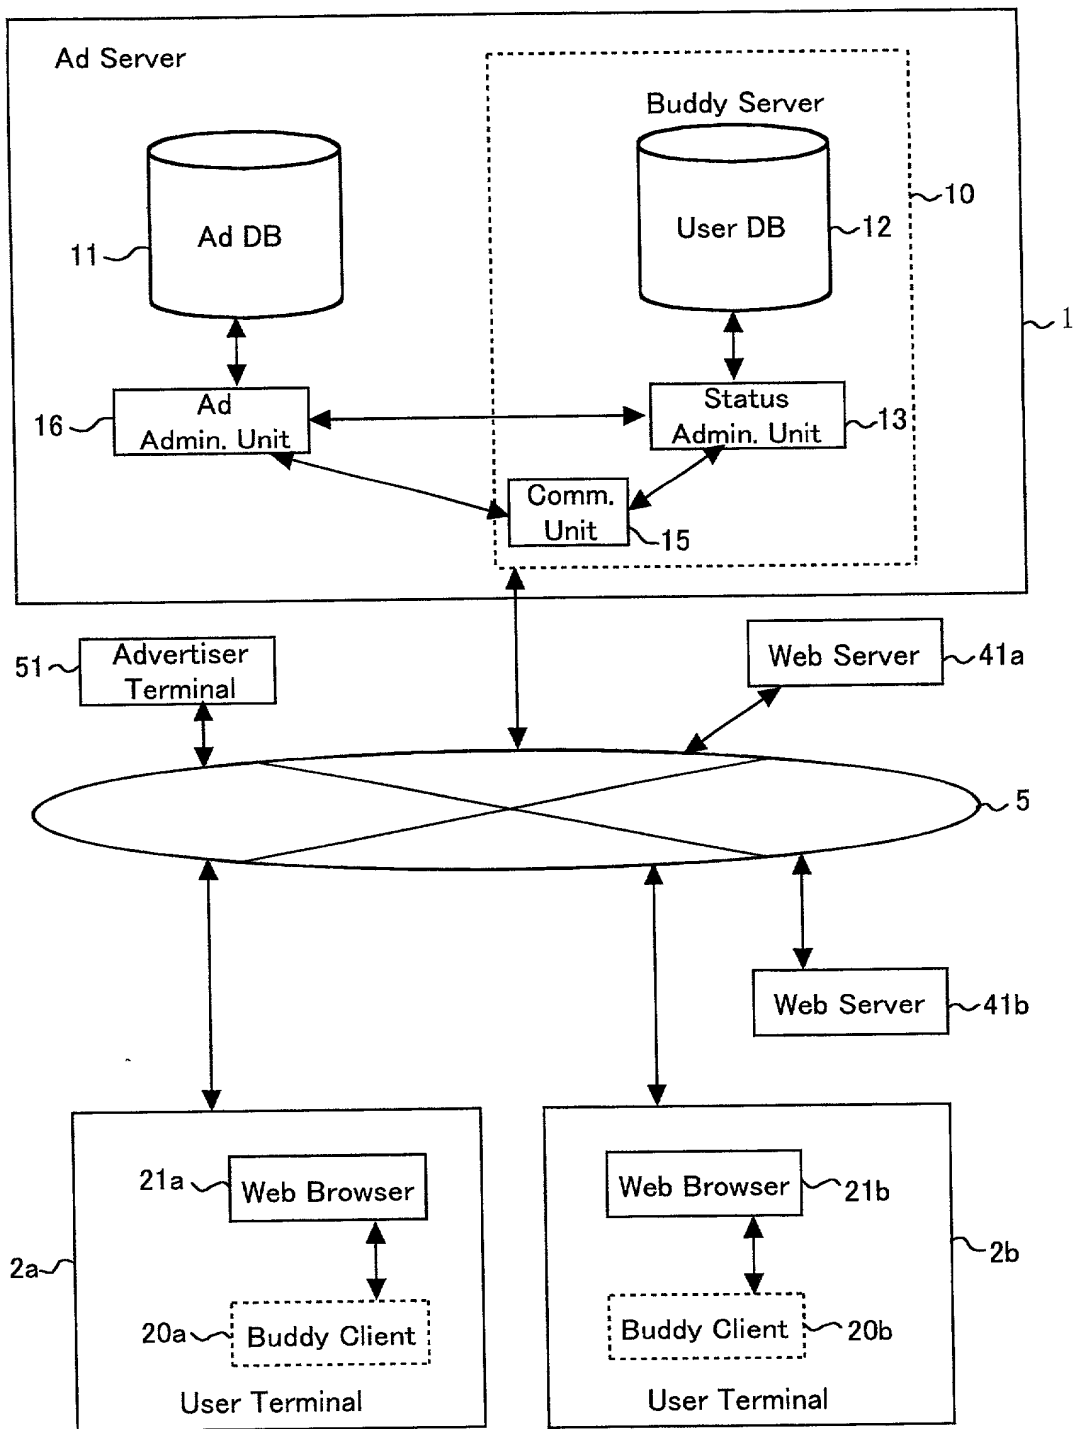 Ad Server
Buddy Server
10
Ad DB
User DB
11
12
1
Ad
Admin. Unit
16
Status
Admin. Unit
13
Comm.
Unit
15
51
Advertiser
Terminal
Web Server
41a
5
Web Server
41b
21a
Web Browser
Web Browser
21b
2a
2b
20a
Buddy Client
Buddy Client
20b
User Terminal
User Terminal